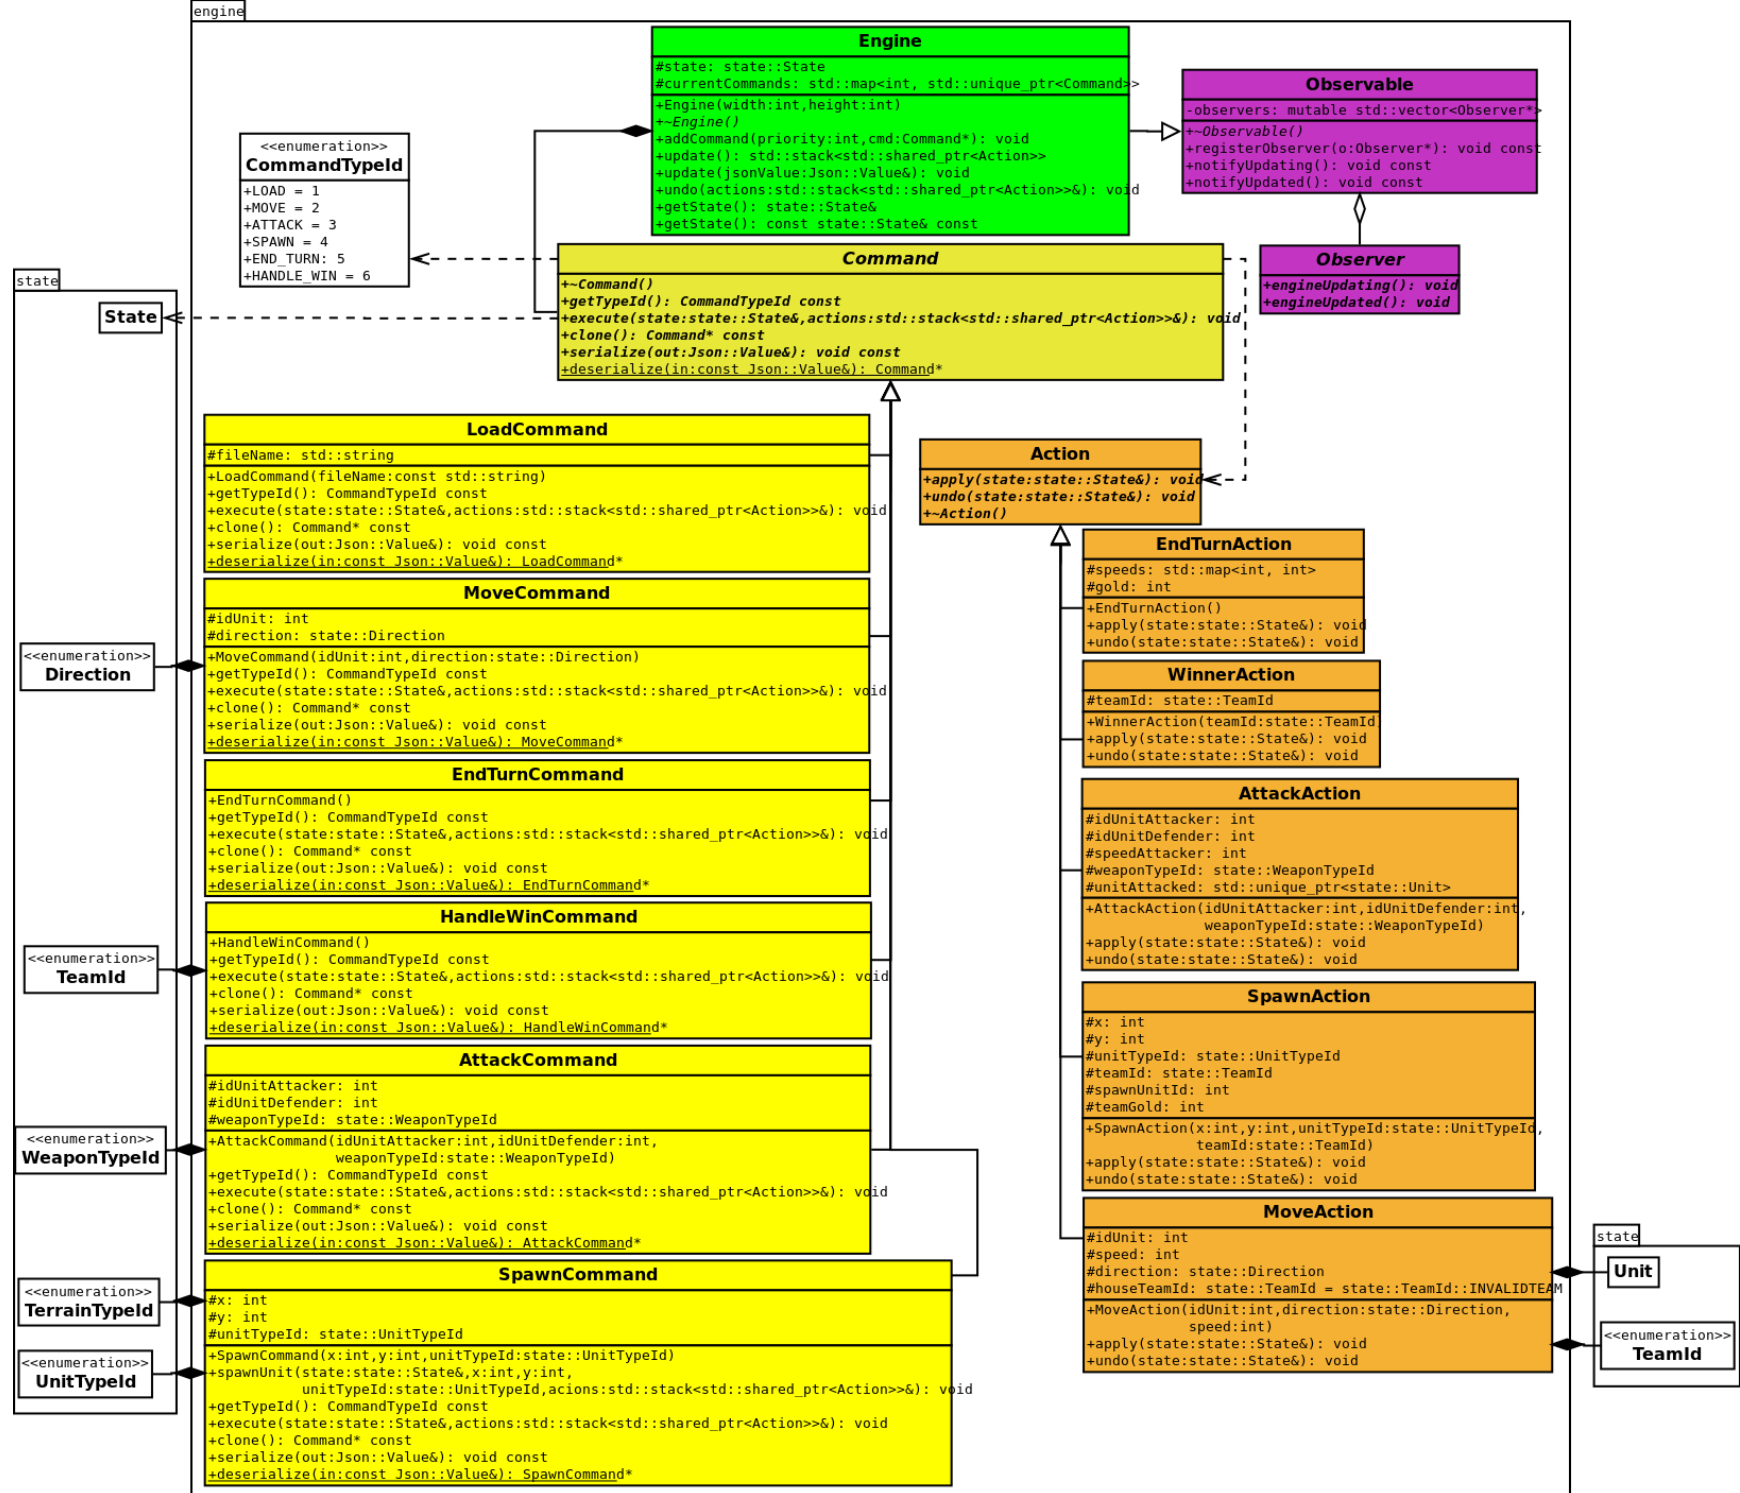 engine
Engine
#state: state::State
#currentCommands: std::map<int, std::unique_ptr<Command>>
+Engine(width:int,height:int)
+~Engine()
+addCommand(priority:int,cmd:Command*): void
+update(): std::stack<std::shared_ptr<Action>>
+update(jsonValue:Json::Value&): void
+undo(actions:std::stack<std::shared_ptr<Action>>&): void
+getState(): state::State&
+getState(): const state::State& const
Observable
-observers: mutable std::vector<Observer*>
+~Observable()
+registerObserver(o:Observer*): void const
+notifyUpdating(): void const
+notifyUpdated(): void const
Observer
+engineUpdating(): void
+engineUpdated(): void
<<enumeration>>
CommandTypeId
+LOAD = 1
+MOVE = 2
+ATTACK = 3
+SPAWN = 4
+END_TURN: 5
+HANDLE_WIN = 6
Command
+~Command()
+getTypeId(): CommandTypeId const
+execute(state:state::State&,actions:std::stack<std::shared_ptr<Action>>&): void
+clone(): Command* const
+serialize(out:Json::Value&): void const
+deserialize(in:const Json::Value&): Command*
state
State
<<enumeration>>
Direction
<<enumeration>>
TeamId
<<enumeration>>
WeaponTypeId
<<enumeration>>
TerrainTypeId
<<enumeration>>
UnitTypeId
LoadCommand
#fileName: std::string
+LoadCommand(fileName:const std::string)
+getTypeId(): CommandTypeId const
+execute(state:state::State&,actions:std::stack<std::shared_ptr<Action>>&): void
+clone(): Command* const
+serialize(out:Json::Value&): void const
+deserialize(in:const Json::Value&): LoadCommand*
MoveCommand
#idUnit: int
#direction: state::Direction
+MoveCommand(idUnit:int,direction:state::Direction)
+getTypeId(): CommandTypeId const
+execute(state:state::State&,actions:std::stack<std::shared_ptr<Action>>&): void
+clone(): Command* const
+serialize(out:Json::Value&): void const
+deserialize(in:const Json::Value&): MoveCommand*
EndTurnCommand
+EndTurnCommand()
+getTypeId(): CommandTypeId const
+execute(state:state::State&,actions:std::stack<std::shared_ptr<Action>>&): void
+clone(): Command* const
+serialize(out:Json::Value&): void const
+deserialize(in:const Json::Value&): EndTurnCommand*
HandleWinCommand
+HandleWinCommand()
+getTypeId(): CommandTypeId const
+execute(state:state::State&,actions:std::stack<std::shared_ptr<Action>>&): void
+clone(): Command* const
+serialize(out:Json::Value&): void const
+deserialize(in:const Json::Value&): HandleWinCommand*
AttackCommand
#idUnitAttacker: int
#idUnitDefender: int
#weaponTypeId: state::WeaponTypeId
+AttackCommand(idUnitAttacker:int,idUnitDefender:int,
weaponTypeId:state::WeaponTypeId)
+getTypeId(): CommandTypeId const
+execute(state:state::State&,actions:std::stack<std::shared_ptr<Action>>&): void
+clone(): Command* const
+serialize(out:Json::Value&): void const
+deserialize(in:const Json::Value&): AttackCommand*
SpawnCommand
#x: int
#y: int
#unitTypeId: state::UnitTypeId
+SpawnCommand(x:int,y:int,unitTypeId:state::UnitTypeId)
+spawnUnit(state:state::State&,x:int,y:int,
unitTypeId:state::UnitTypeId,acions:std::stack<std::shared_ptr<Action>>&): void
+getTypeId(): CommandTypeId const
+execute(state:state::State&,actions:std::stack<std::shared_ptr<Action>>&): void
+clone(): Command* const
+serialize(out:Json::Value&): void const
+deserialize(in:const Json::Value&): SpawnCommand*
Action
+apply(state:state::State&): void
+undo(state:state::State&): void
+~Action()
EndTurnAction
#speeds: std::map<int, int>
#gold: int
+EndTurnAction()
+apply(state:state::State&): void
+undo(state:state::State&): void
WinnerAction
#teamId: state::TeamId
+WinnerAction(teamId:state::TeamId)
+apply(state:state::State&): void
+undo(state:state::State&): void
AttackAction
#idUnitAttacker: int
#idUnitDefender: int
#speedAttacker: int
#weaponTypeId: state::WeaponTypeId
#unitAttacked: std::unique_ptr<state::Unit>
+AttackAction(idUnitAttacker:int,idUnitDefender:int,
weaponTypeId:state::WeaponTypeId)
+apply(state:state::State&): void
+undo(state:state::State&): void
SpawnAction
#x: int
#y: int
#unitTypeId: state::UnitTypeId
#teamId: state::TeamId
#spawnUnitId: int
#teamGold: int
+SpawnAction(x:int,y:int,unitTypeId:state::UnitTypeId,
teamId:state::TeamId)
+apply(state:state::State&): void
+undo(state:state::State&): void
MoveAction
#idUnit: int
#speed: int
#direction: state::Direction
#houseTeamId: state::TeamId = state::TeamId::INVALIDTEAM
+MoveAction(idUnit:int,direction:state::Direction,
speed:int)
+apply(state:state::State&): void
+undo(state:state::State&): void
state
Unit
<<enumeration>>
TeamId